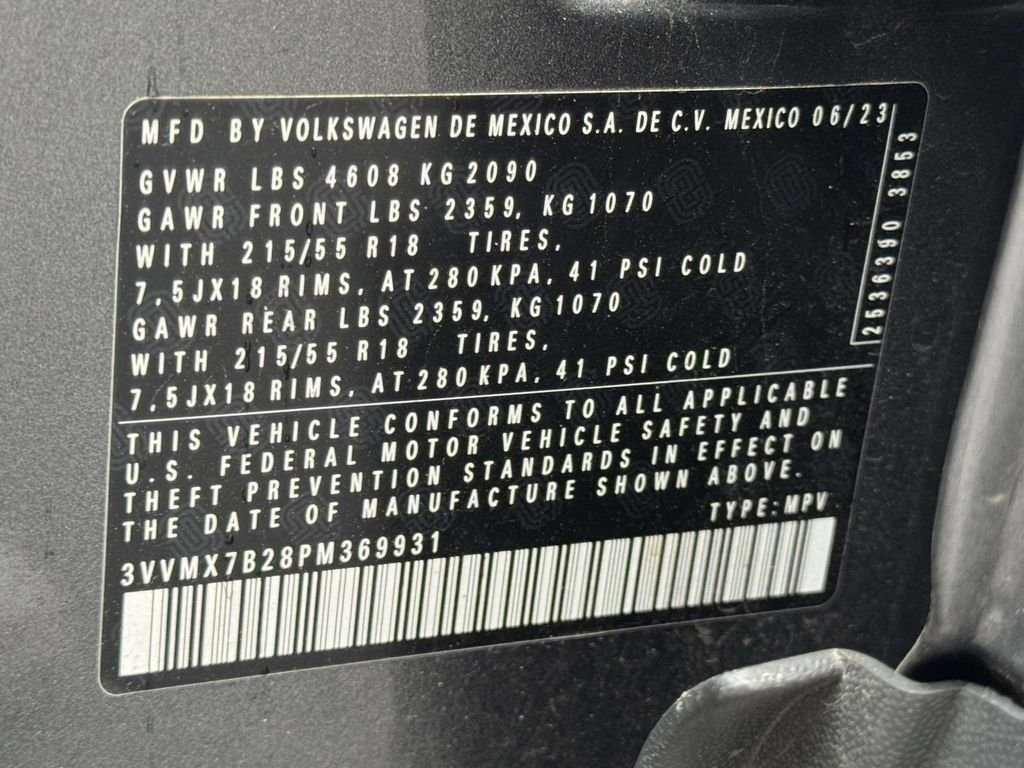 MFD BY VOLKSWAGEN DE MEXICO S.A. DE C.V. MEXICO 06/23
GVWR LBS 4608 KG 2090
GAWR FRONT LBS 2359, KG 1070
WITH 215/55 R18 TIRES,
7,5JX18 RIMS, AT 280 KPA, 41 PSI COLD
GAWR REAR LBS 2359, KG 1070
WITH 215/55 R18 TIRES,
7,5JX18 RIMS, AT 280 KPA, 41 PSI COLD
2536390 3853
THIS VEHICLE CONFORMS TO ALL APPLICABLE
U.S. FEDERAL MOTOR VEHICLE SAFETY AND
THEFT PREVENTION STANDARDS IN EFFECT ON
THE DATE OF MANUFACTURE SHOWN ABOVE.
TYPE: MPV
3VVMX7B28PM369931